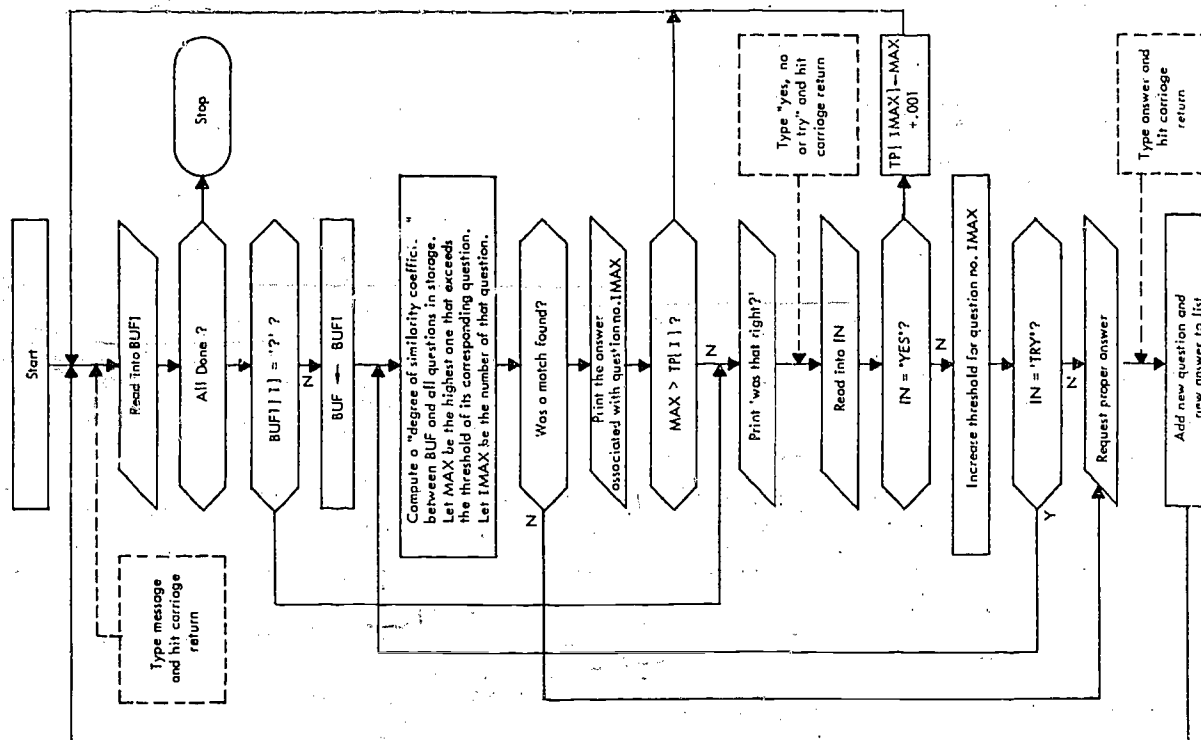 Start
Type message
and hit carriage
return
Read into BUF1
All Done ?
Stop
BUF1[ I ] = '?' ?
N
BUF ← BUF1
Compute a "degree of similarity coeffici. "
between BUF and all questions in storage.
Let MAX be the highest one that exceeds
the threshold of its corresponding question.
Let IMAX be the number of that question.
Was a match found?
N
Print the answer
associated with question no. IMAX
MAX > TP[ I ] ?
N
Print 'was that right?'
Type "yes, no
or try" and hit
carriage return
Read into IN
IN = 'YES'?
N
TP[ IMAX]←MAX
+.001
Increase threshold for question no. IMAX
IN = 'TRY'?
Y
N
Request proper answer
Type answer and
hit carriage
return
Add new question and
new answer to list